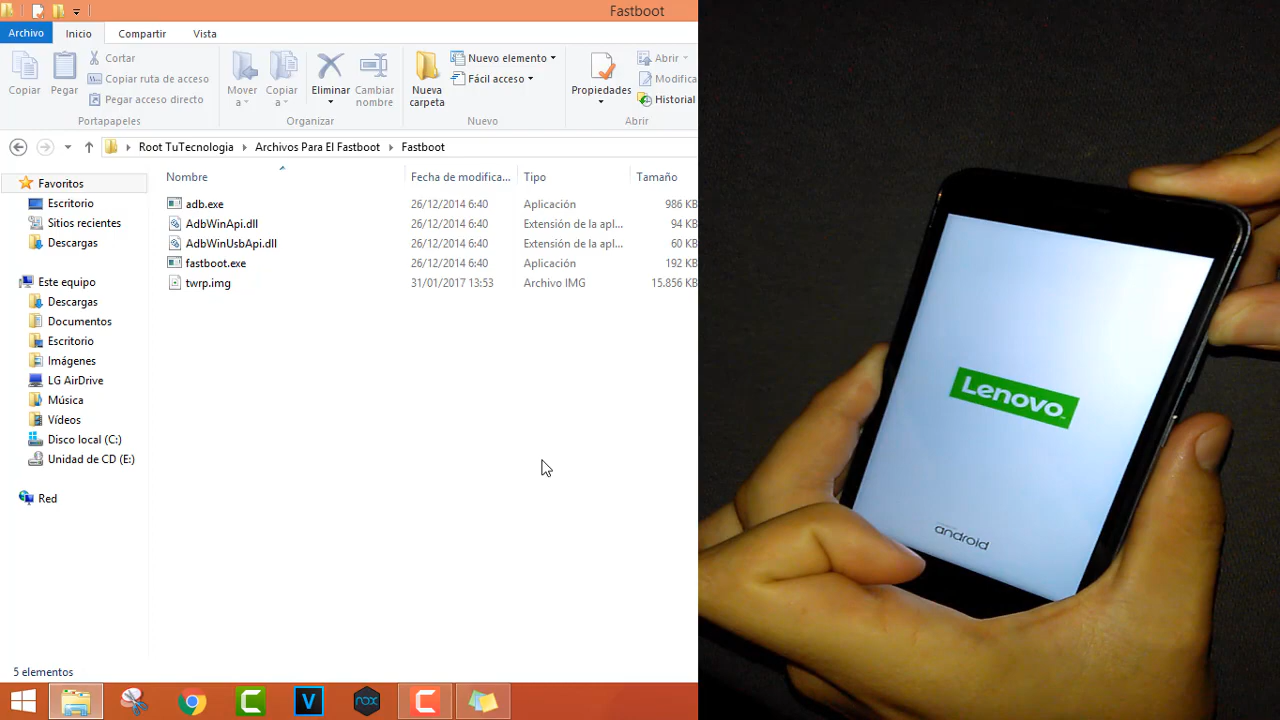 Fastboot
Archivo Inicio Compartir Vista
Copiar
Pegar
Cortar
Copiar ruta de acceso
Pegar acceso directo
Portapapeles
Mover a
Copiar a
Eliminar
Cambiar nombre
Organizar
Nueva carpeta
Nuevo elemento
Fácil acceso
Nuevo
Propiedades
Abrir
Modifica
Historial
Abrir
Root TuTecnologia Archivos Para El Fastboot Fastboot
Nombre Fecha de modifica... Tipo Tamaño
adb.exe 26/12/2014 6:40 Aplicación 986 KB
AdbWinApi.dll 26/12/2014 6:40 Extensión de la apl... 94 KB
AdbWinUsbApi.dll 26/12/2014 6:40 Extensión de la apl... 60 KB
fastboot.exe 26/12/2014 6:40 Aplicación 192 KB
twrp.img 31/01/2017 13:53 Archivo IMG 15.856 KB
Favoritos
Escritorio
Sitios recientes
Descargas
Este equipo
Descargas
Documentos
Escritorio
Imágenes
LG AirDrive
Música
Vídeos
Disco local (C:)
Unidad de CD (E:)
Red
5 elementos
C
V
nox
C
Lenovo
android